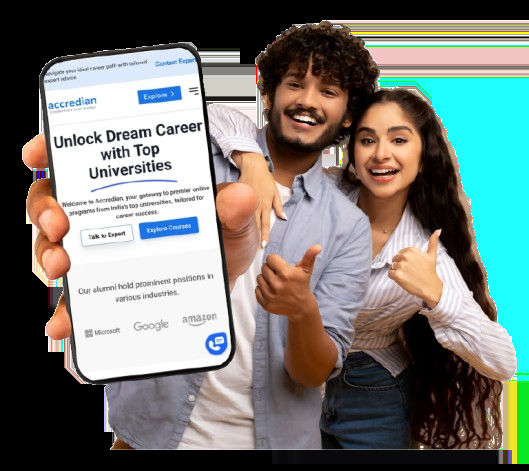 Navigate your ideal career path with tailored
expert advice
Contact Expert
accredian
Explore
Unlock Dream Career
with Top
Universities
Welcome to Accredian, your gateway to premier online
programs from India's top universities, tailored for
career success.
Talk to Expert
Explore Courses
Our alumni hold prominent positions in
various industries.
Microsoft
Google
amazon